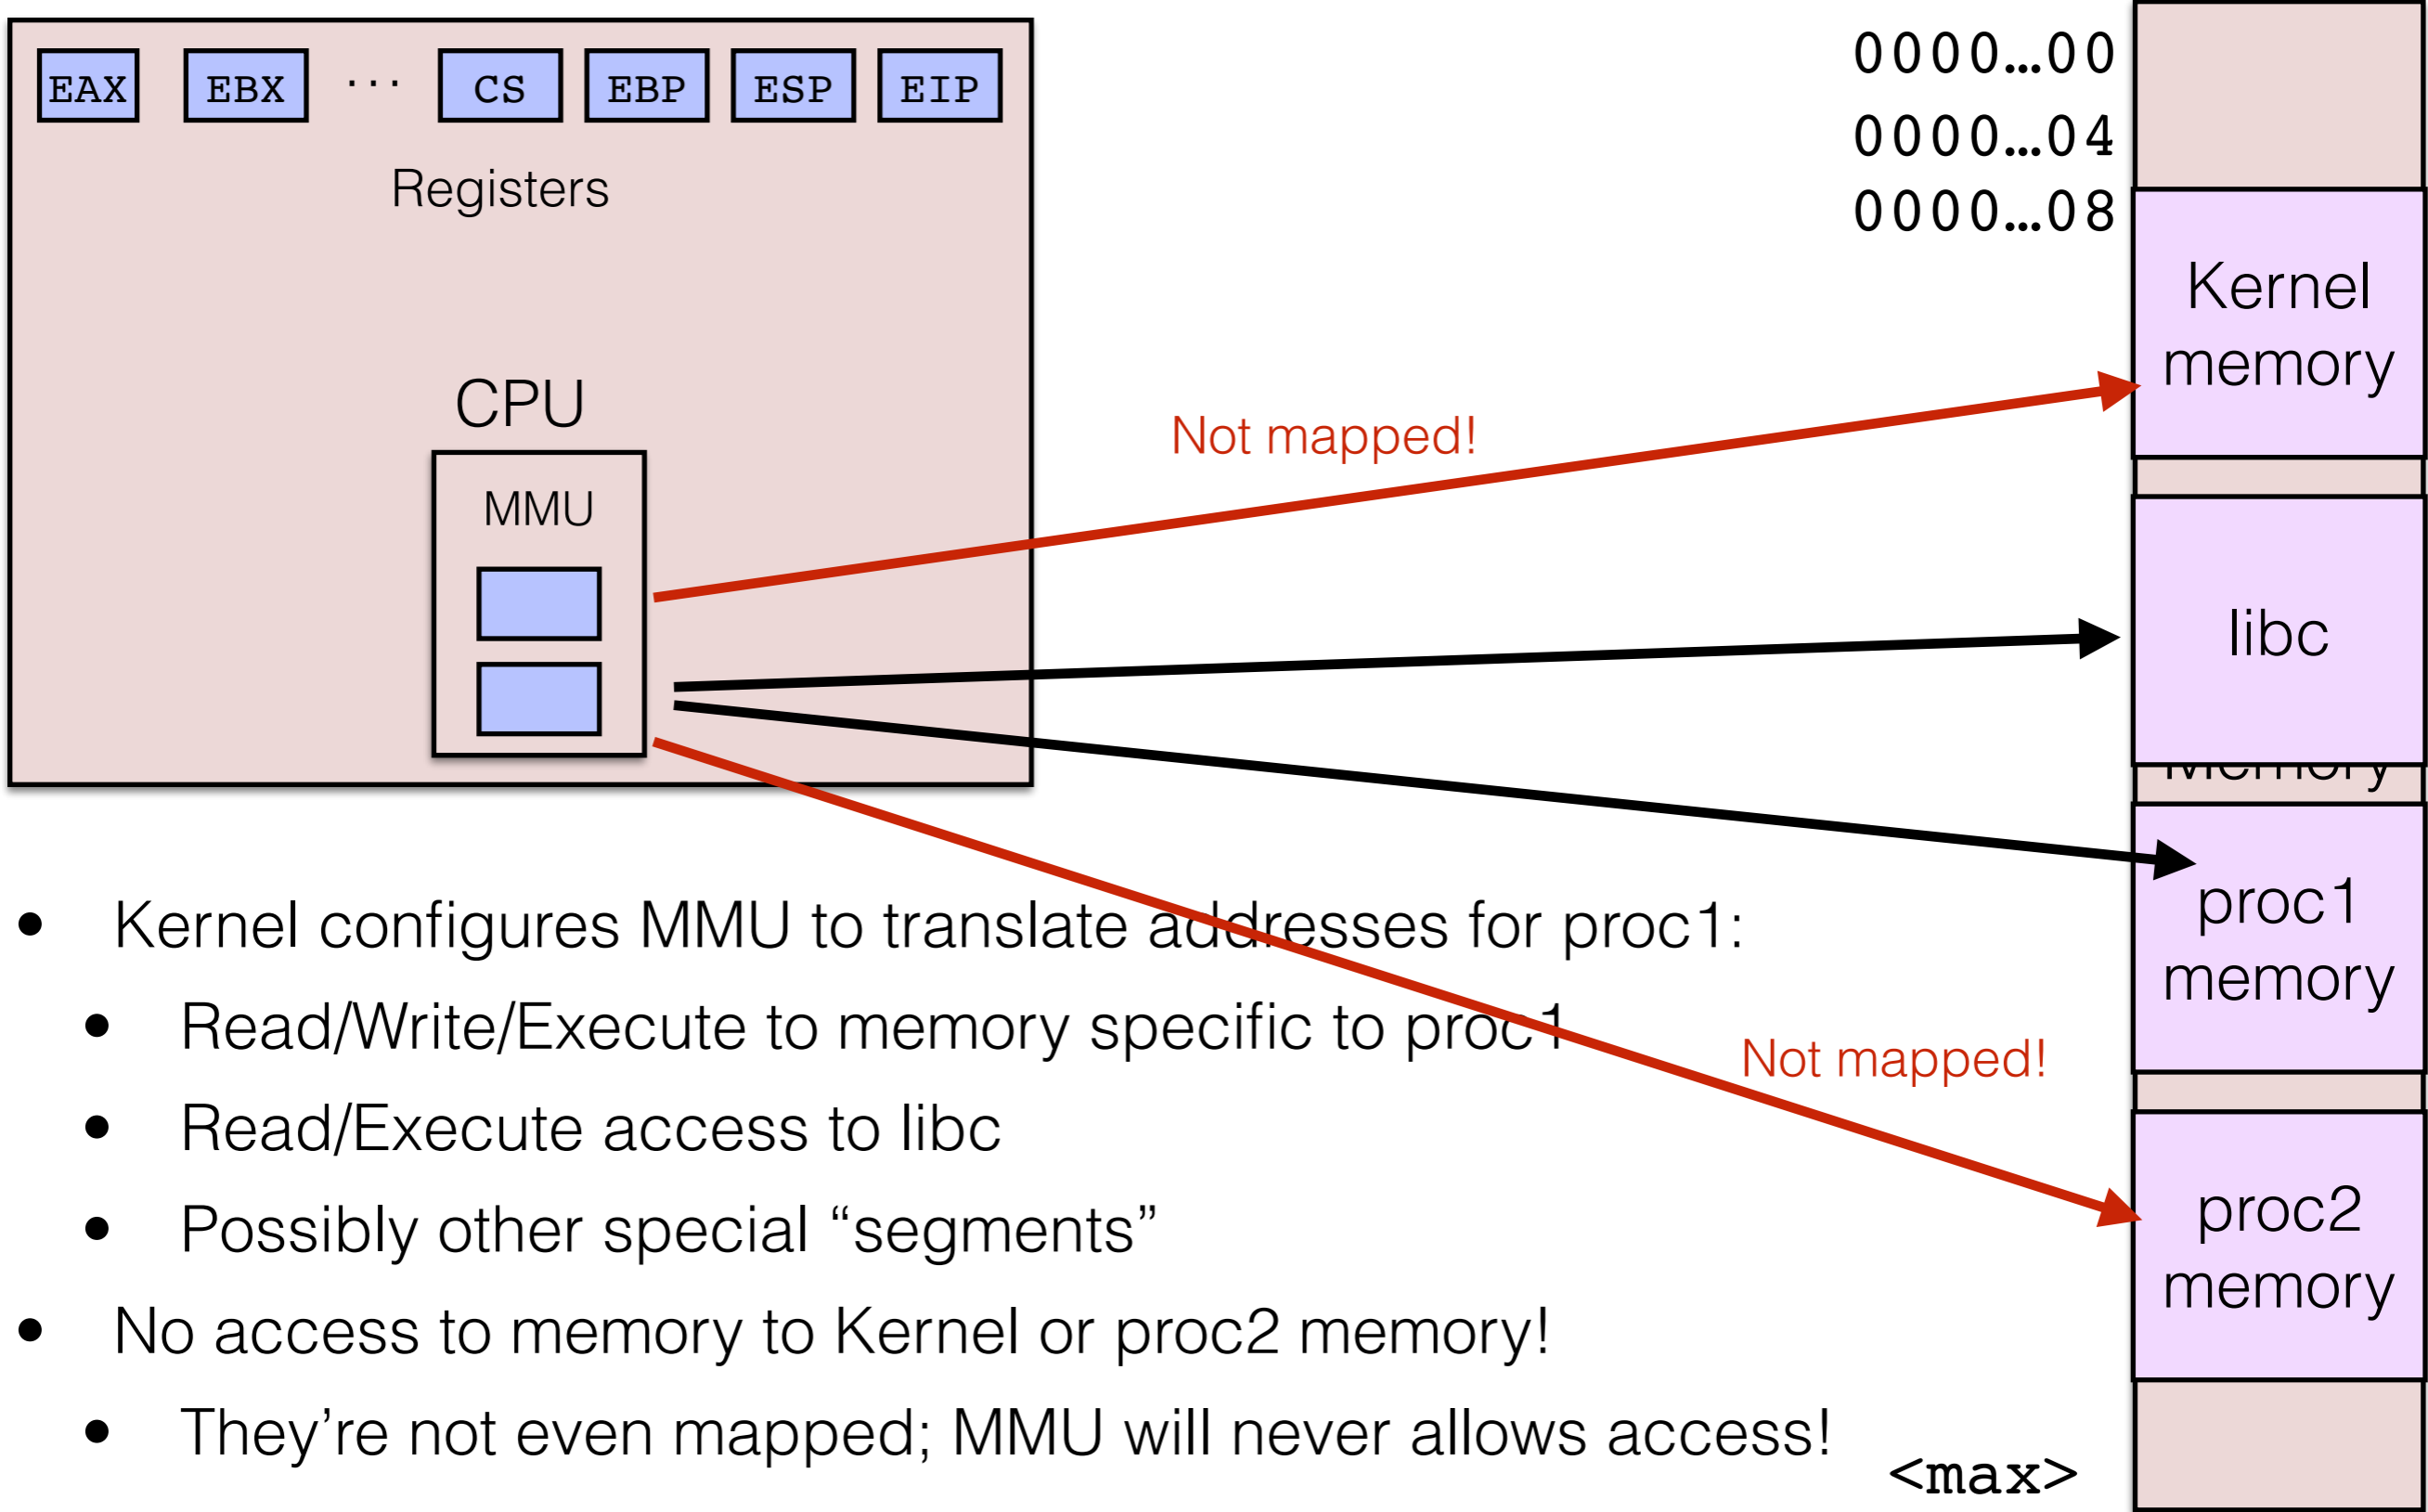 EAX EBX ... CS EBP ESP EIP
Registers
CPU
MMU
0000…00
0000…04
0000…08
Not mapped!
Kernel
memory
libc
Memory
proc1
memory
Not mapped!
proc2
memory
<max>
• Kernel configures MMU to translate addresses for proc1:
• Read/Write/Execute to memory specific to proc1
• Read/Execute access to libc
• Possibly other special “segments”
• No access to memory to Kernel or proc2 memory!
• They’re not even mapped; MMU will never allows access!